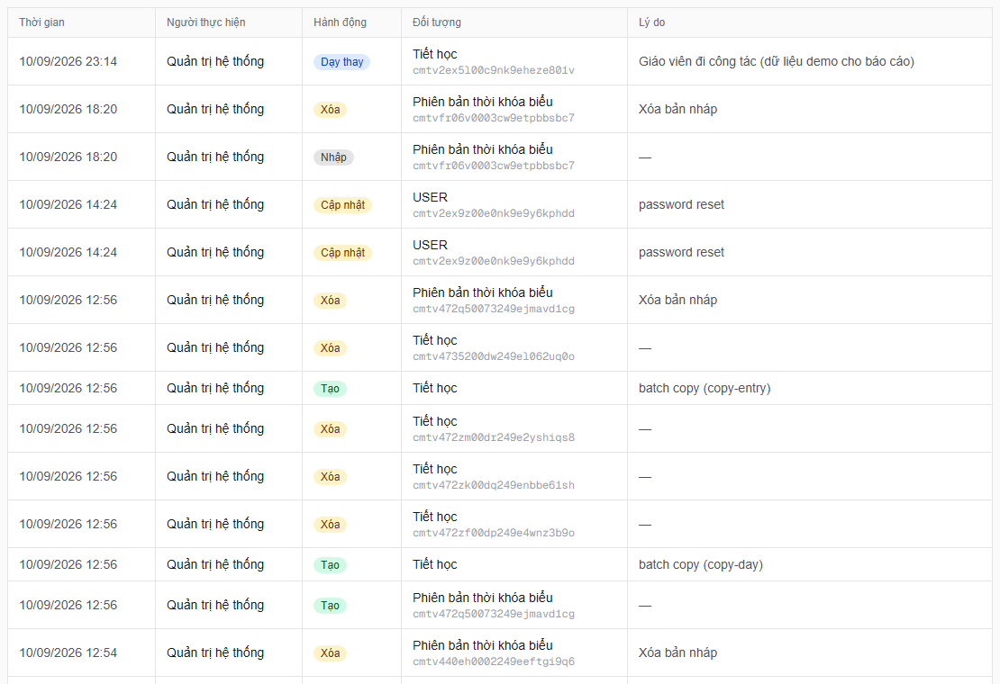 Thời gian Người thực hiện Hành động Đối tượng Lý do
10/09/2026 23:14 Quản trị hệ thống Dạy thay Tiết học Giáo viên đi công tác (dữ liệu demo cho báo cáo)
cmtv2ex5l00c9nk9eheze80iv
10/09/2026 18:20 Quản trị hệ thống Xóa Phiên bản thời khóa biểu Xóa bản nháp
cmtvfr06v0003cw9etpbbsbc7
10/09/2026 18:20 Quản trị hệ thống Nhập Phiên bản thời khóa biểu —
cmtvfr06v0003cw9etpbbsbc7
10/09/2026 14:24 Quản trị hệ thống Cập nhật USER password reset
cmtv2ex9z00e0nk9e9y6kphdd
10/09/2026 14:24 Quản trị hệ thống Cập nhật USER password reset
cmtv2ex9z00e0nk9e9y6kphdd
10/09/2026 12:56 Quản trị hệ thống Xóa Phiên bản thời khóa biểu Xóa bản nháp
cmtv472q50073249ejmavdicg
10/09/2026 12:56 Quản trị hệ thống Xóa Tiết học —
cmtv4735200dw249el062uq0o
10/09/2026 12:56 Quản trị hệ thống Tạo Tiết học batch copy (copy-entry)
10/09/2026 12:56 Quản trị hệ thống Xóa Tiết học —
cmtv472zm00dr249e2yshiqs8
10/09/2026 12:56 Quản trị hệ thống Xóa Tiết học —
cmtv472zk00dq249enbbe6ish
10/09/2026 12:56 Quản trị hệ thống Xóa Tiết học —
cmtv472zf00dp249e4wnz3b9o
10/09/2026 12:56 Quản trị hệ thống Tạo Tiết học batch copy (copy-day)
10/09/2026 12:56 Quản trị hệ thống Tạo Phiên bản thời khóa biểu —
cmtv472q50073249ejmavdicg
10/09/2026 12:54 Quản trị hệ thống Xóa Phiên bản thời khóa biểu Xóa bản nháp
cmtv440eh0002249eeftgi9q6